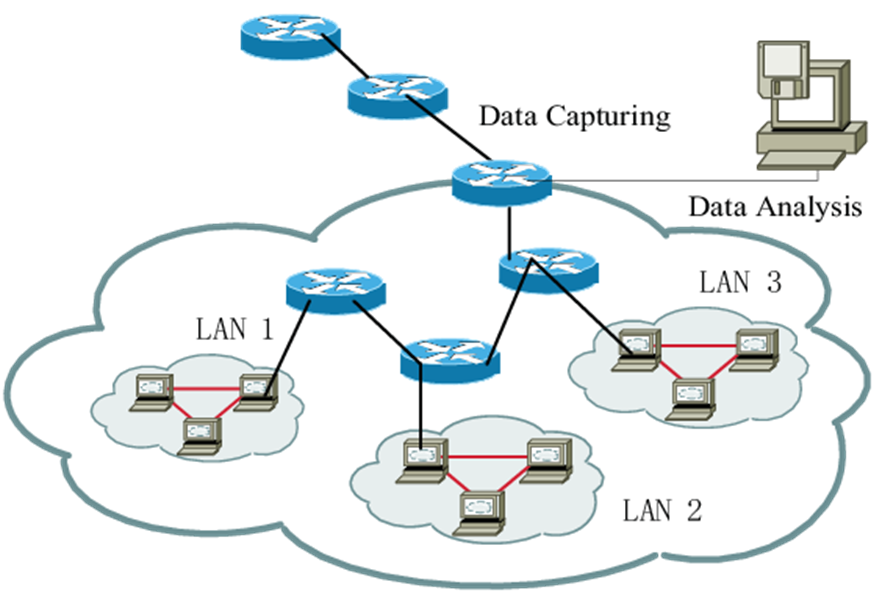 Data Capturing
Data Analysis
LAN 3
LAN 1
LAN 2